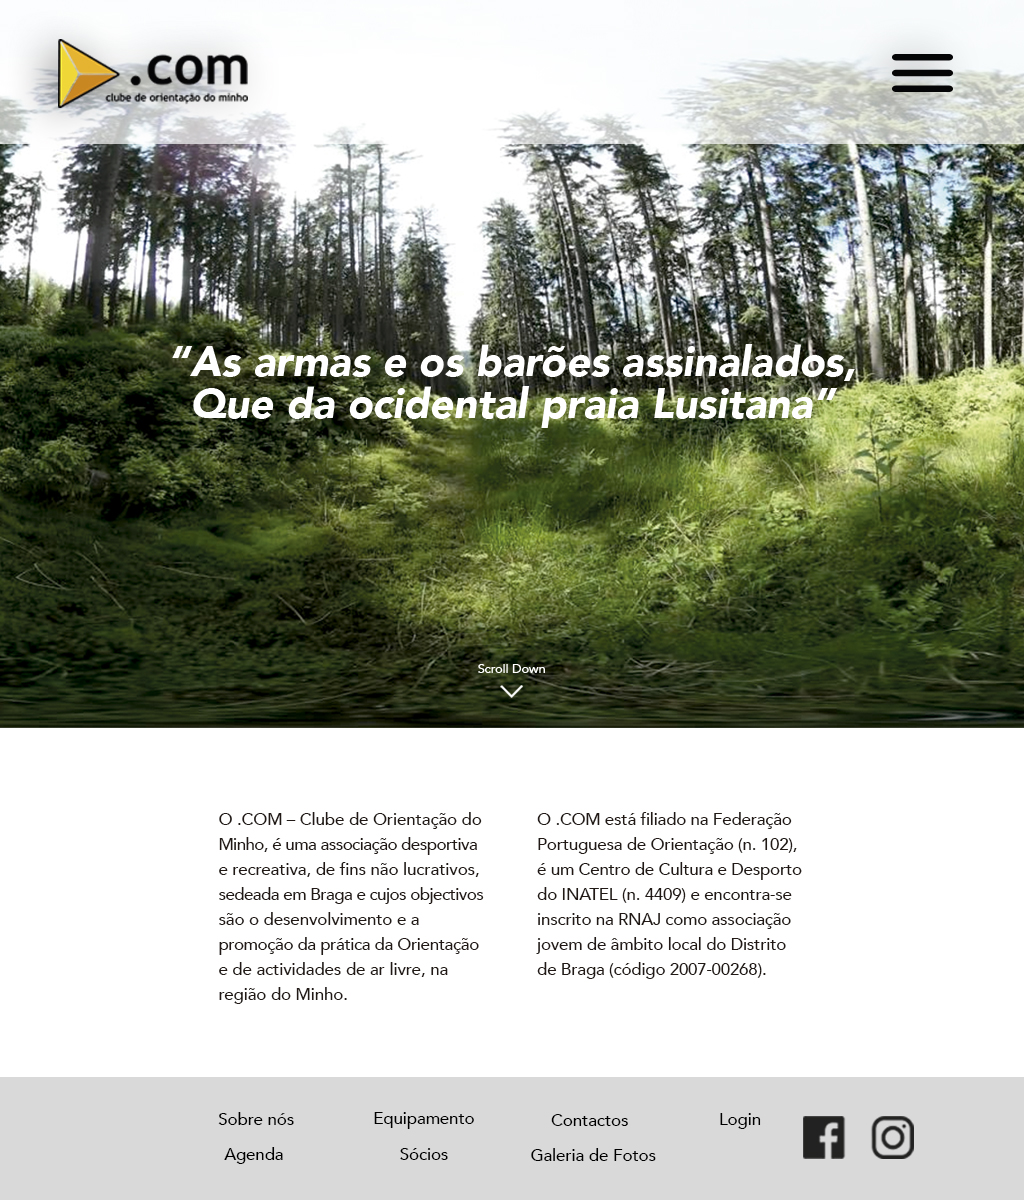 .com
clube de orientação do minho
“As armas e os barões assinalados,
Que da ocidental praia Lusitana”
Scroll Down
O .COM – Clube de Orientação do
Minho, é uma associação desportiva
e recreativa, de fins não lucrativos,
sedeada em Braga e cujos objectivos
são o desenvolvimento e a
promoção da prática da Orientação
e de actividades de ar livre, na
região do Minho.
O .COM está filiado na Federação
Portuguesa de Orientação (n. 102),
é um Centro de Cultura e Desporto
do INATEL (n. 4409) e encontra-se
inscrito na RNAJ como associação
jovem de âmbito local do Distrito
de Braga (código 2007-00268).
Sobre nós
Agenda
Equipamento
Sócios
Contactos
Galeria de Fotos
Login